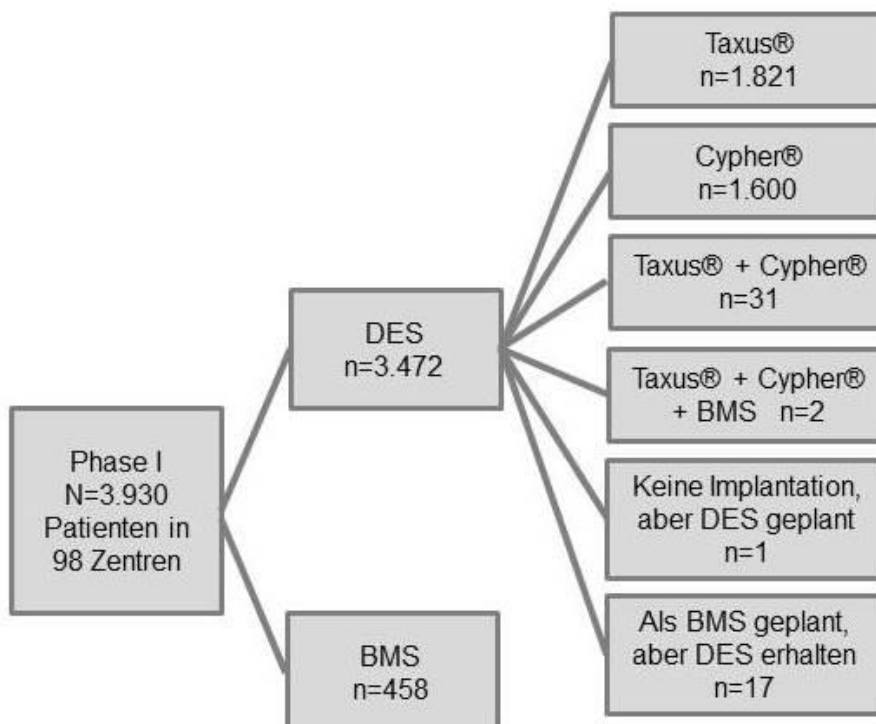 Phase I
N=3.930
Patienten in
98 Zentren
DES
n=3.472
BMS
n=458
Taxus®
n=1.821
Cypher®
n=1.600
Taxus® + Cypher®
n=31
Taxus® + Cypher®
+ BMS n=2
Keine Implantation,
aber DES geplant
n=1
Als BMS geplant,
aber DES erhalten
n=17